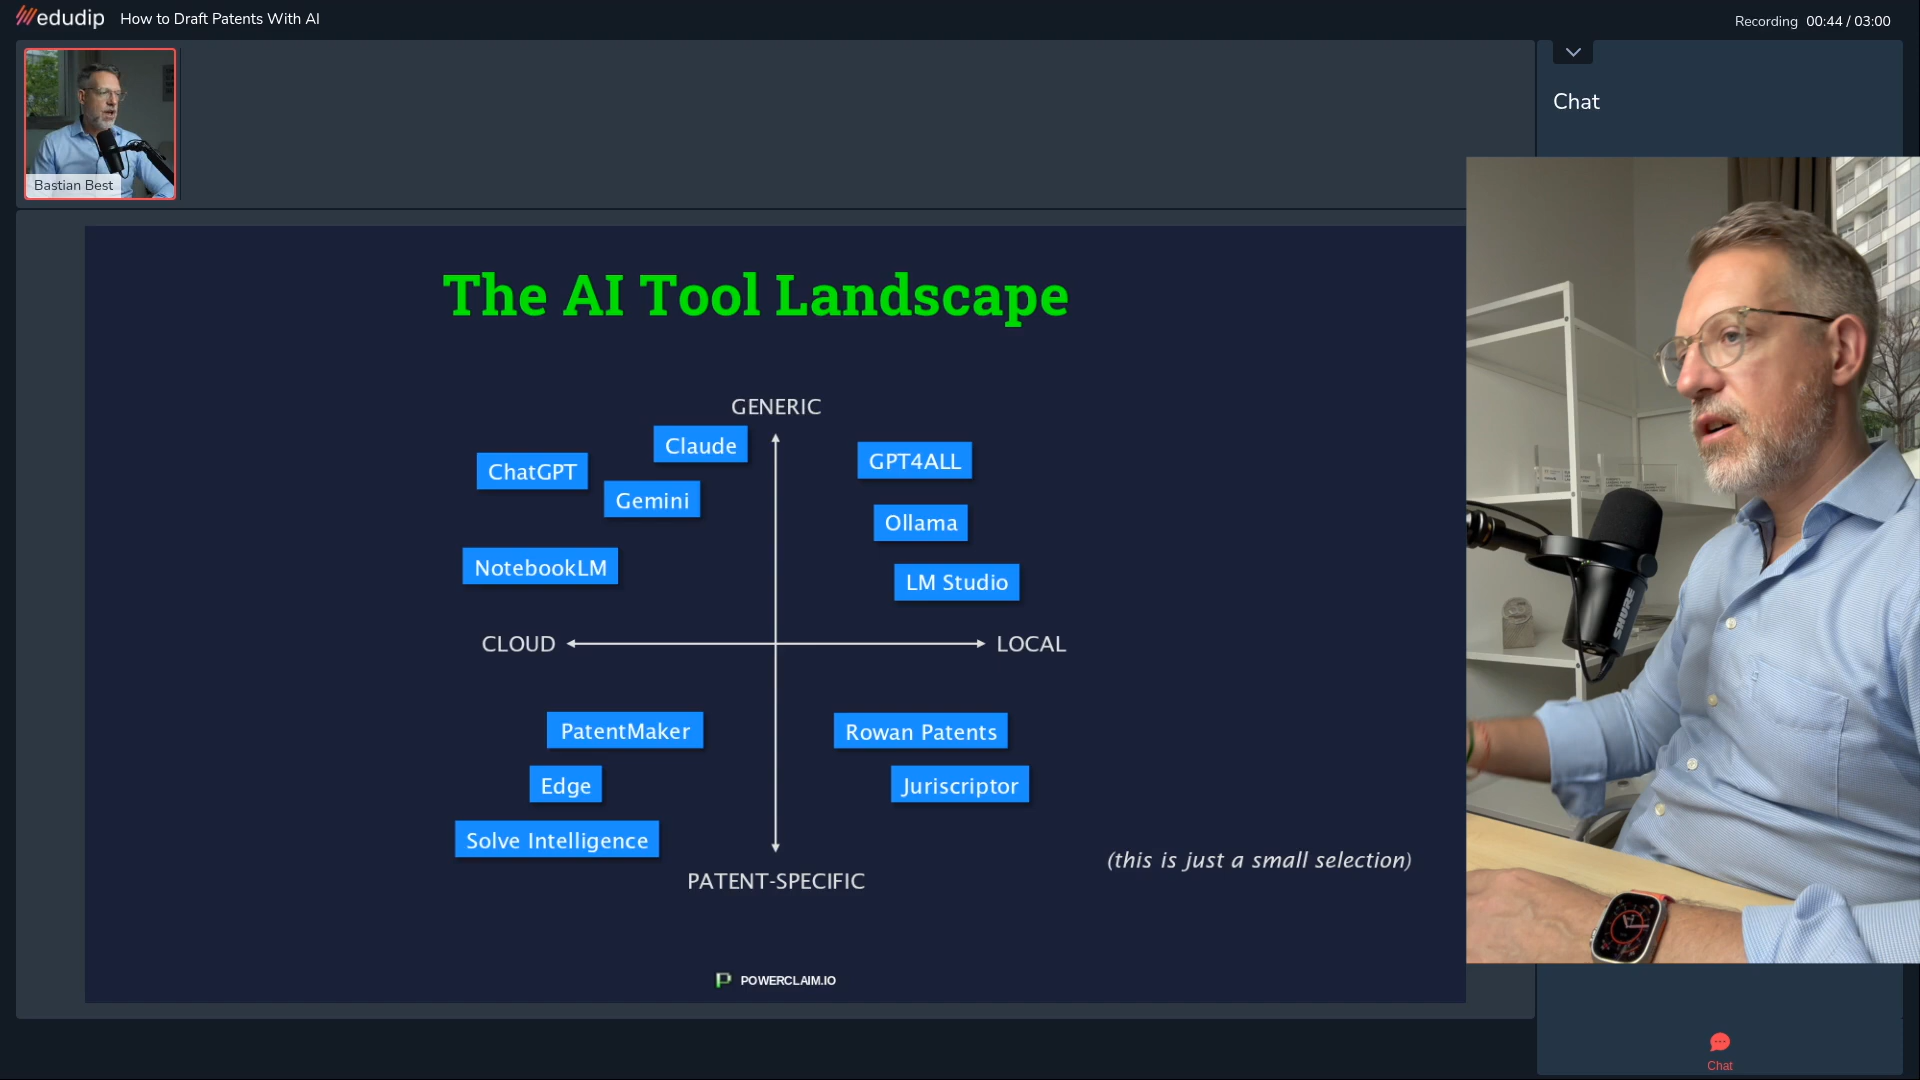 edudip
How to Draft Patents With AI
Recording 00:44 / 03:00
Bastian Best
Chat
The AI Tool Landscape
GENERIC
Claude
ChatGPT
GPT4ALL
Gemini
Ollama
NotebookLM
LM Studio
CLOUD
LOCAL
PatentMaker
Rowan Patents
Edge
Juriscriptor
Solve Intelligence
(this is just a small selection)
PATENT-SPECIFIC
POWERCLAIM.IO
SHURE
Chat